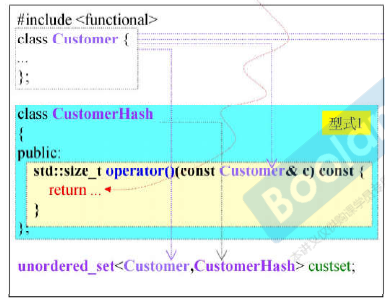 #include <functional>
class Customer {
...
};
class CustomerHash
型式1
{
public:
std::size_t operator()(const Customer& c) const {
return ...
}
};
unordered_set<Customer,CustomerHash> custset;
Boolan